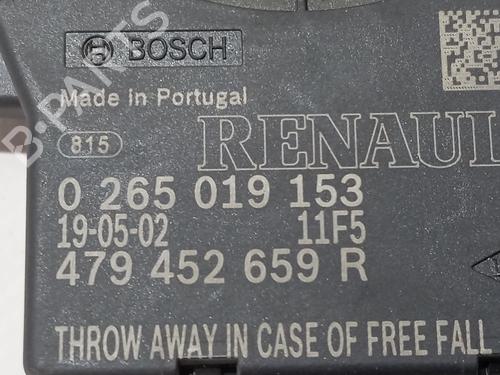 BOSCH
Made in Portugal
815
RENAUL
0 265 019 153
19-05-02 11F5
479 452 659 R
THROW AWAY IN CASE OF FREE FALL
B-PARTS